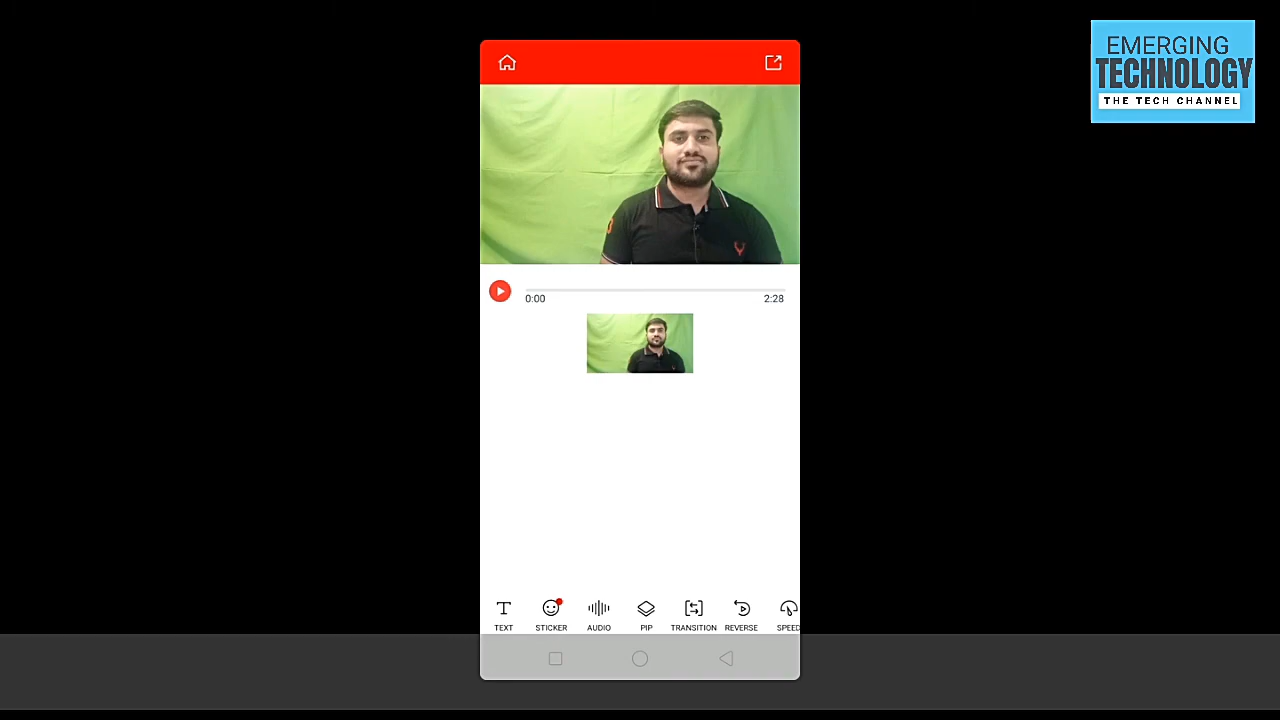 EMERGING
TECHNOLOGY
THE TECH CHANNEL
0:00
2:28
TEXT
STICKER
AUDIO
PIP
TRANSITION
REVERSE
SPEED